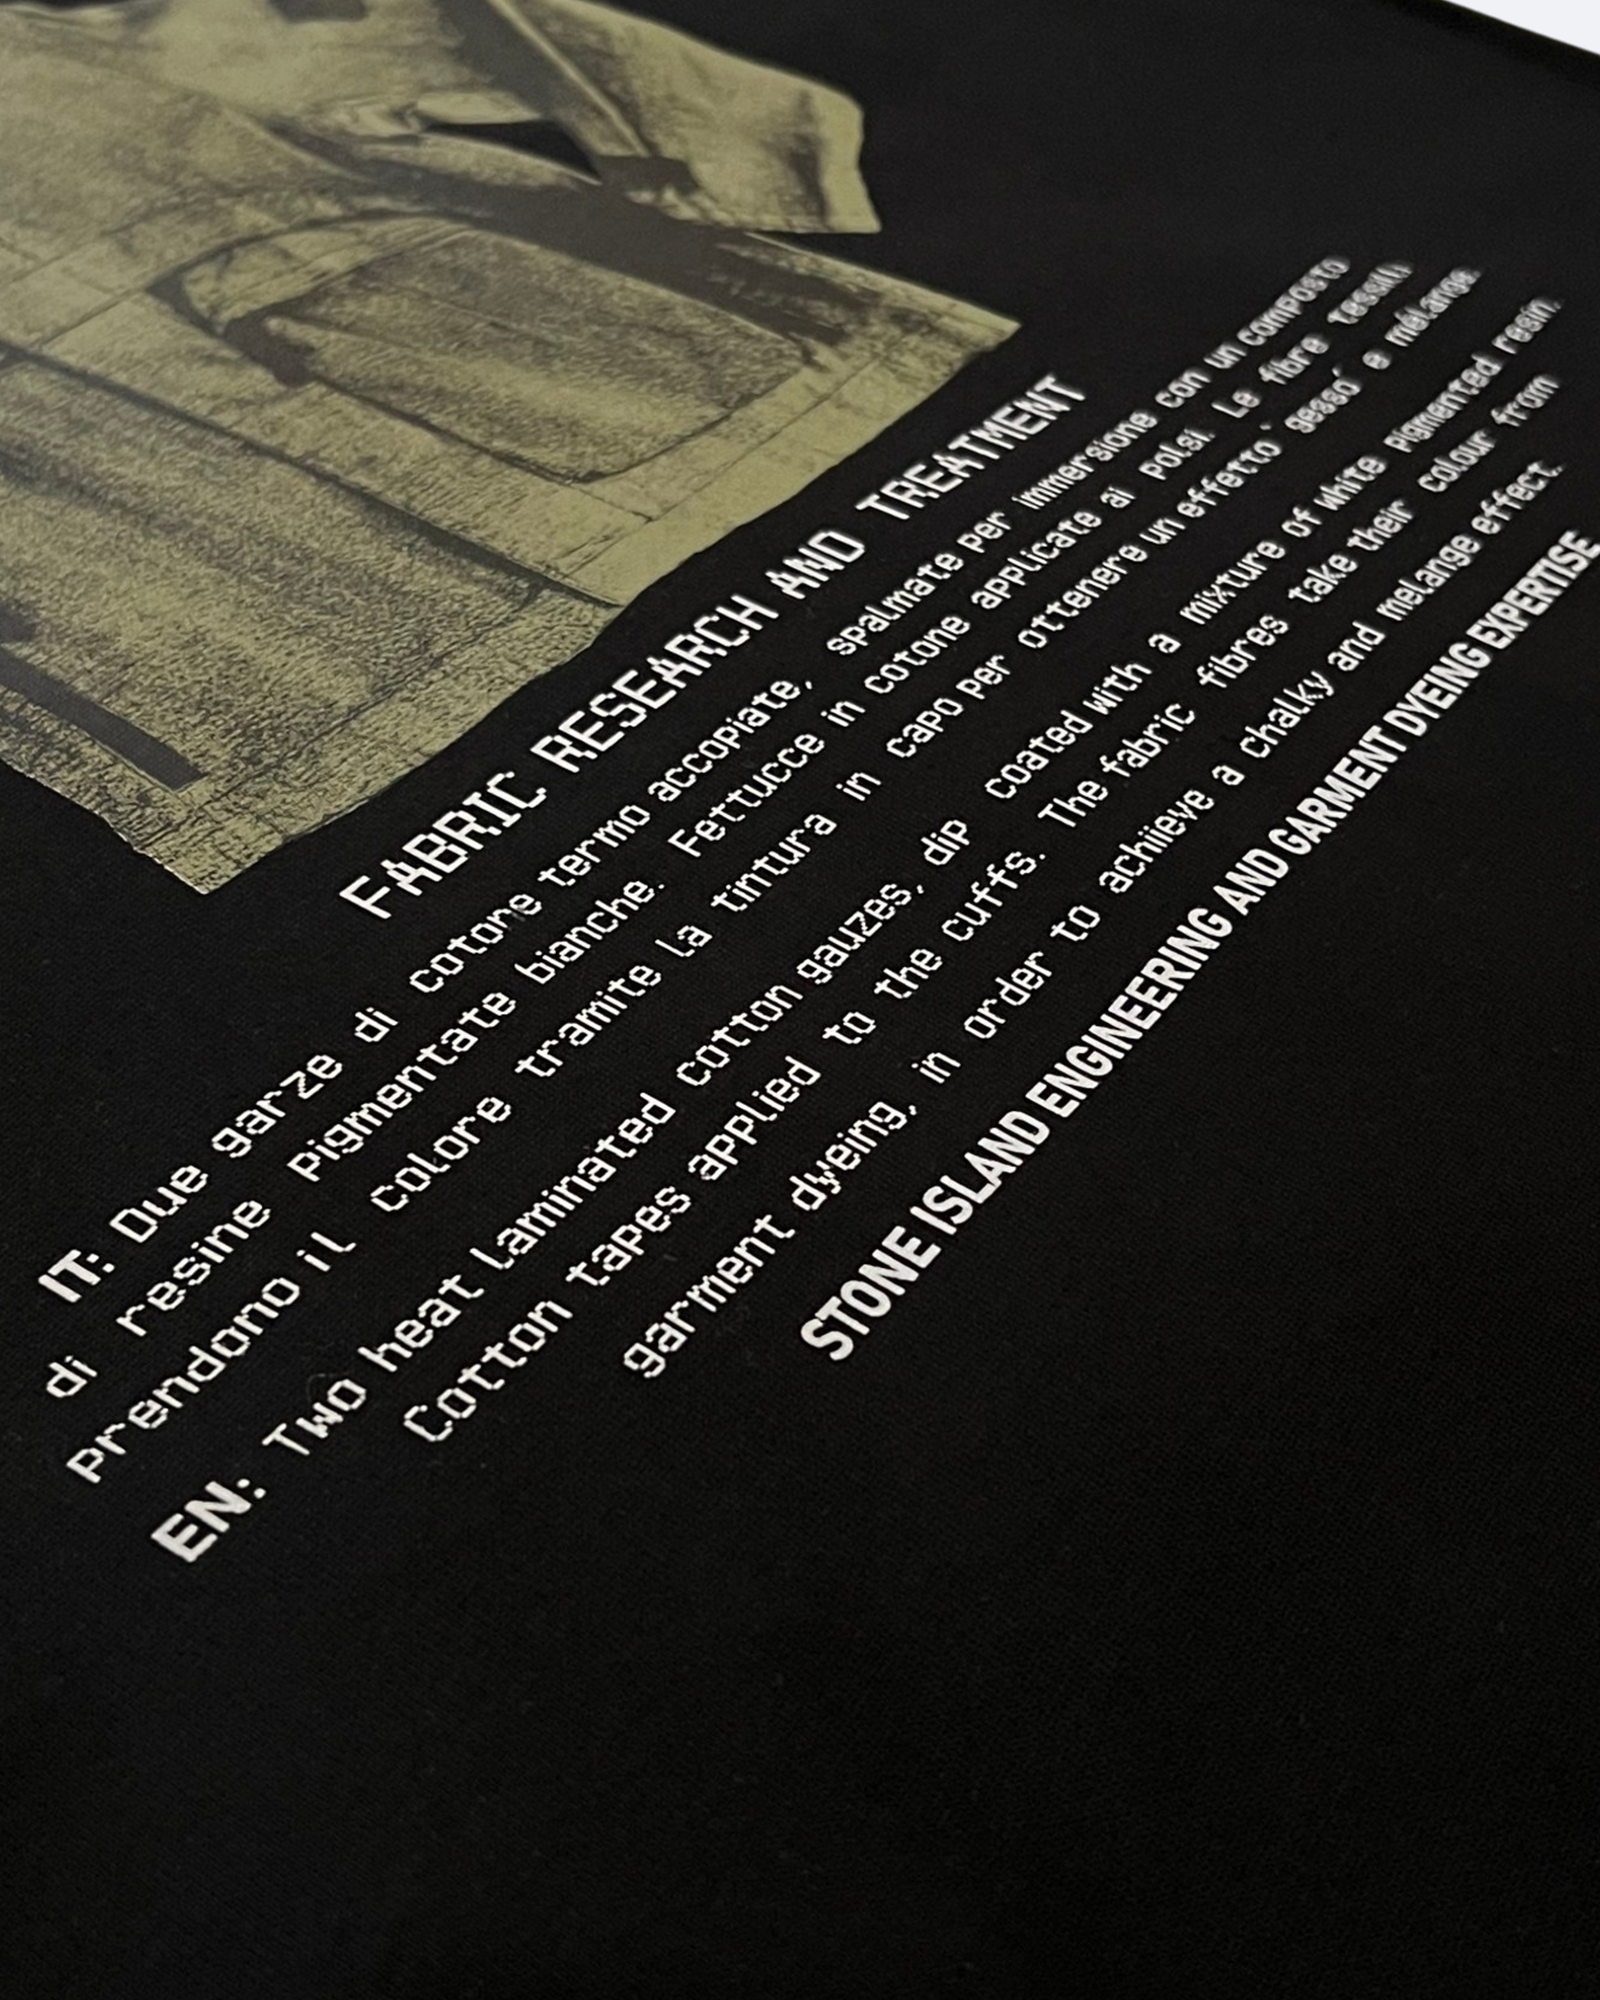 FABRIC RESEARCH AND TREATMENT
IT: Due garze di cotone termo accopiate, spalmate per immersione con un composto
di resine pigmentate bianche. Fettucce in cotone applicate ai polsi. Le fibre tessili
prendono il colore tramite la tintura in capo per ottenere un effetto `gessó e mélange.
EN: Two heat laminated cotton gauzes, dip coated with a mixture of white pigmented resin.
Cotton tapes applied to the cuffs. The fabric fibres take their colour from
garment dyeing, in order to achiieve a chalky and melange effect.
STONE ISLAND ENGINEERING AND GARMENT DYEING EXPERTISE